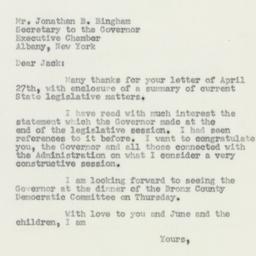 Mr. Jonathan B. Bingham
Secretary to the Governor
Executive Chamber
Albany, New York
Dear Jack:
Many thanks for your letter of April
27th, with enclosure of a summary of current
State legislative matters.
I have read with much interest the
statement which the Governor made at the
end of the legislative session. I had seen
references to it before. I want to congratulate
you, the Governor and all those connected with
the Administration on what I consider a very
constructive session.
I am looking forward to seeing the
Governor at the dinner of the Bronx County
Democratic Committee on Thursday.
With love to you and June and the
children, I am
Yours,